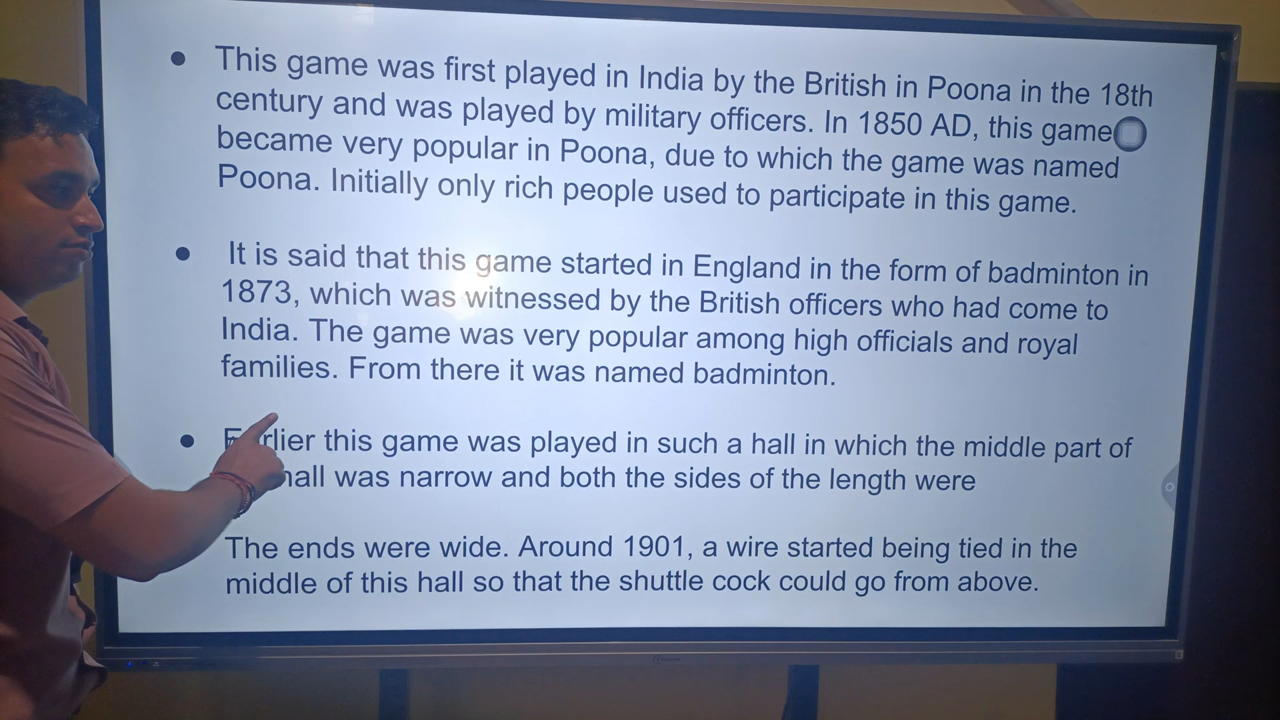 • This game was first played in India by the British in Poona in the 18th
century and was played by military officers. In 1850 AD, this game
became very popular in Poona, due to which the game was named
Poona. Initially only rich people used to participate in this game.
• It is said that this game started in England in the form of badminton in
1873, which was witnessed by the British officers who had come to
India. The game was very popular among high officials and royal
families. From there it was named badminton.
• Earlier this game was played in such a hall in which the middle part of
hall was narrow and both the sides of the length were
The ends were wide. Around 1901, a wire started being tied in the
middle of this hall so that the shuttle cock could go from above.